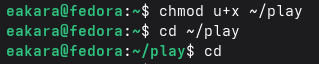 eakara@fedora:~$ chmod u+x ~/play
eakara@fedora:~$ cd ~/play
eakara@fedora:~/play$ cd